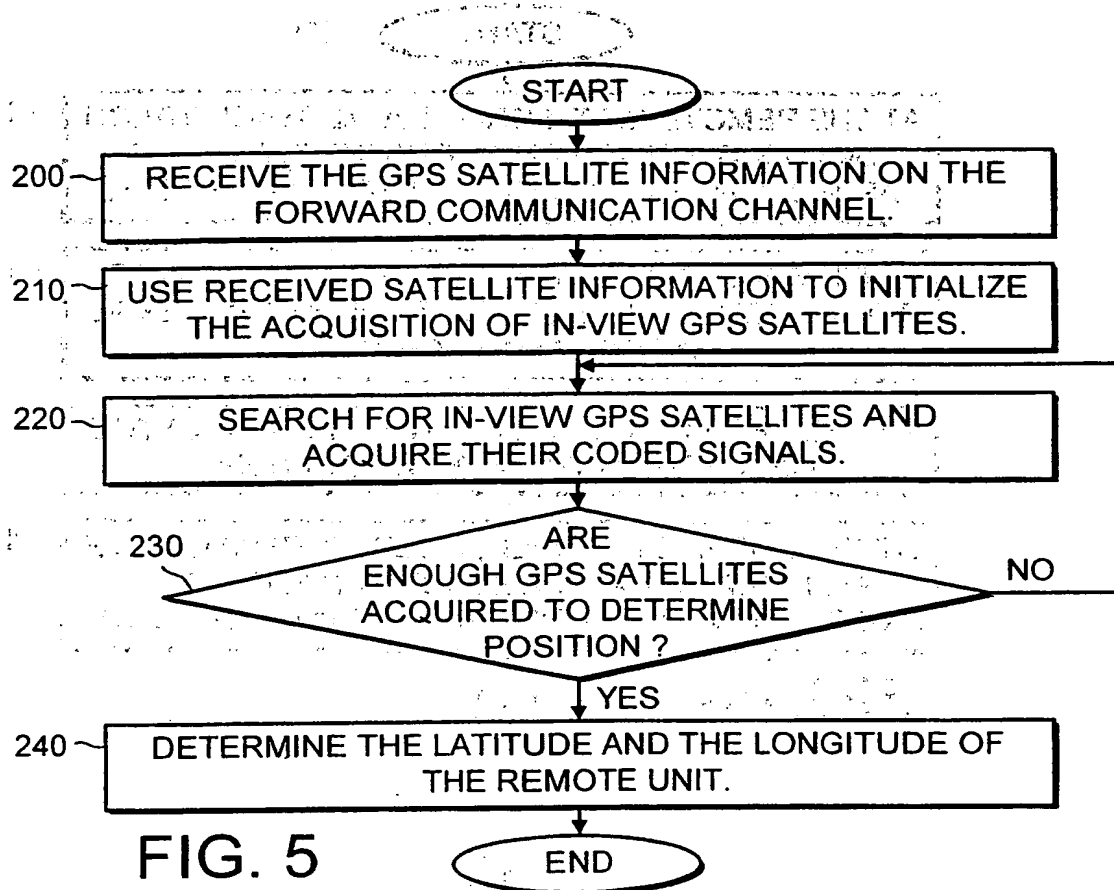 START
200
RECEIVE THE GPS SATELLITE INFORMATION ON THE
FORWARD COMMUNICATION CHANNEL.
210
USE RECEIVED SATELLITE INFORMATION TO INITIALIZE
THE ACQUISITION OF IN-VIEW GPS SATELLITES.
220
SEARCH FOR IN-VIEW GPS SATELLITES AND
ACQUIRE THEIR CODED SIGNALS.
230
ARE
ENOUGH GPS SATELLITES
ACQUIRED TO DETERMINE
POSITION ?
NO
YES
240
DETERMINE THE LATITUDE AND THE LONGITUDE OF
THE REMOTE UNIT.
END
FIG. 5